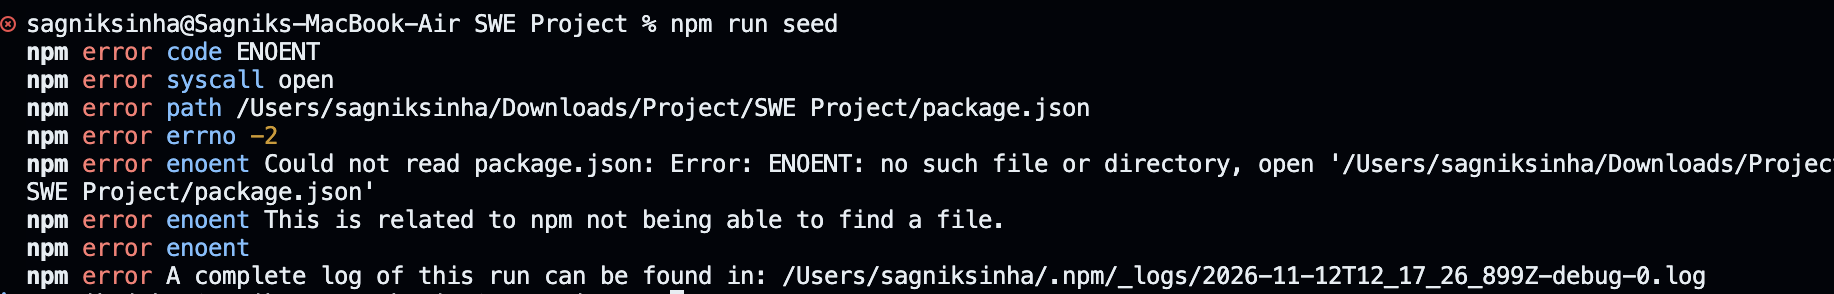 sagniksinha@Sagniks-MacBook-Air SWE Project % npm run seed
npm error code ENOENT
npm error syscall open
npm error path /Users/sagniksinha/Downloads/Project/SWE Project/package.json
npm error errno -2
npm error enoent Could not read package.json: Error: ENOENT: no such file or directory, open '/Users/sagniksinha/Downloads/Projec
SWE Project/package.json'
npm error enoent This is related to npm not being able to find a file.
npm error enoent
npm error A complete log of this run can be found in: /Users/sagniksinha/.npm/_logs/2026-11-12T12_17_26_899Z-debug-0.log